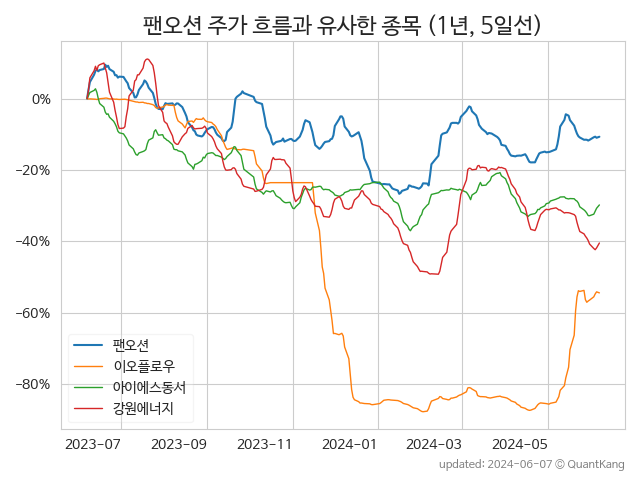 팬오션 주가 흐름과 유사한 종목 (1년, 5일선)
0%
−20%
−40%
−60%
−80%
팬오션
이오플로우
아이에스동서
강원에너지
2023-07 2023-09 2023-11 2024-01 2024-03 2024-05
updated: 2024-06-07 © QuantKang